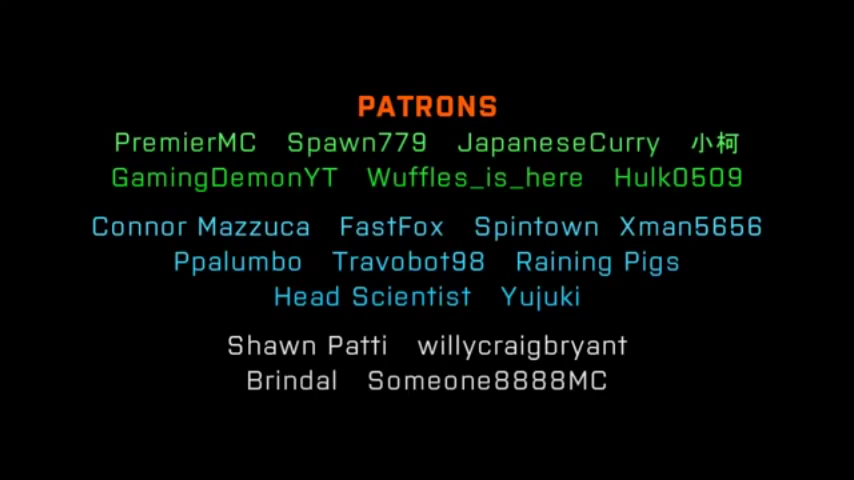 PATRONS
PremierMC Spawn779 JapaneseCurry 小柯
GamingDemonYT Wuffles_is_here Hulk0509
Connor Mazzuca FastFox Spintown Xman5656
Ppalumbo Travobot98 Raining Pigs
Head Scientist Yujuki
Shawn Patti willycraigbryant
Brindal Someone8888MC